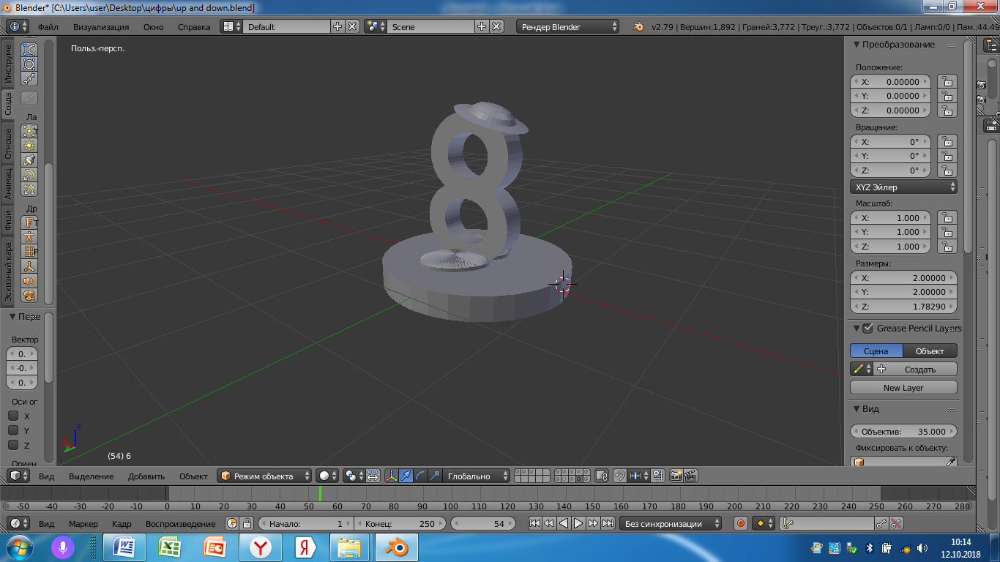 Blender* [C:\Users\user\Desktop\цифры\up and down.blend]
Файл Визуализация Окно Справка Default Scene Рендер Blender v2.79 | Вершин:1,892 | Граней:3,772 | Треуг.:3,772 | Объектов:0/1 | Ламп:0/0 | Пам.:44.49
Польз.-персп.
Инструме
Созда
Отноше
Анимац
Физи
Эскизный кара
Ла
Др
Пере
Вектор
0.
-0.
0.
Оси ог
X
Y
Z
Ориен
(54) 6
Преобразование
Положение:
X: 0.00000
Y: 0.00000
Z: 0.00000
Вращение:
X: 0°
Y: 0°
Z: 0°
XYZ Эйлер
Масштаб:
X: 1.000
Y: 1.000
Z: 1.000
Размеры:
X: 2.00000
Y: 2.00000
Z: 1.78290
Grease Pencil Layers
Сцена Объект
Создать
New Layer
Вид
Объектив: 35.000
Фиксировать к объекту:
Вид Выделение Добавить Объект Режим объекта Глобально
-50 -40 -30 -20 -10 0 10 20 30 40 50 60 70 80 90 100 110 120 130 140 150 160 170 180 190 200 210 220 230 240 250 260 270 280
Вид Маркер Кадр Воспроизведение Начало: 1 Конец: 250 54 Без синхронизации
10:14
12.10.2018